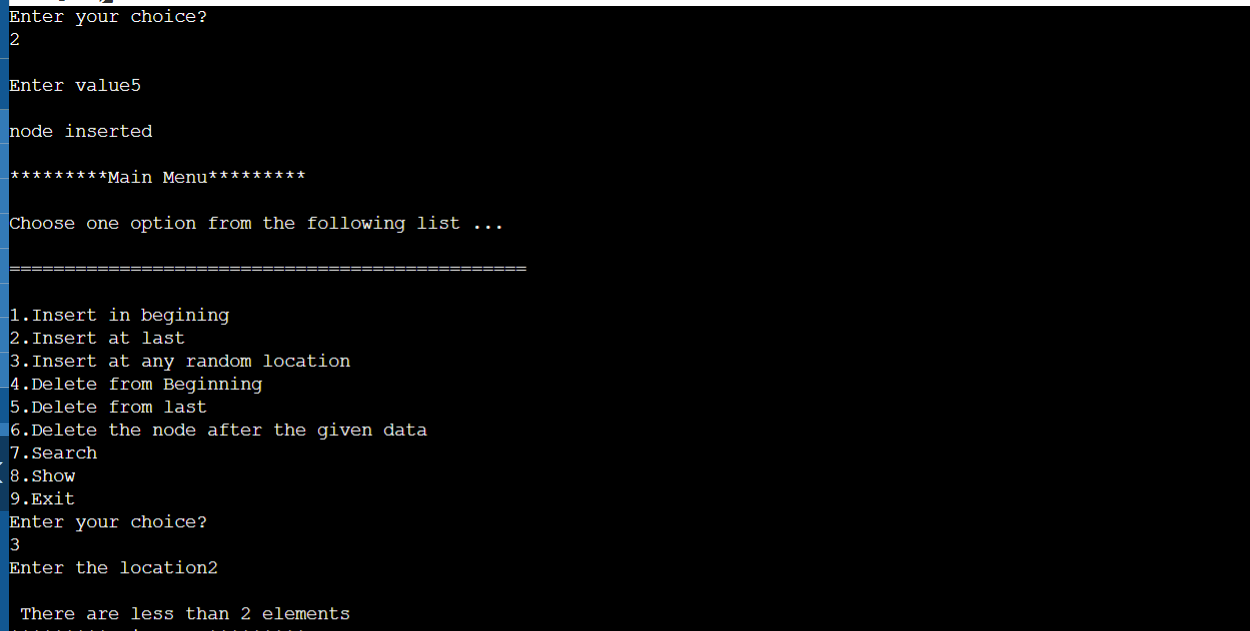 Enter your choice?
2
Enter value5
node inserted
*********Main Menu*********
Choose one option from the following list ...
===============================================
1.Insert in begining
2.Insert at last
3.Insert at any random location
4.Delete from Beginning
5.Delete from last
6.Delete the node after the given data
7.Search
8.Show
9.Exit
Enter your choice?
3
Enter the location2
There are less than 2 elements